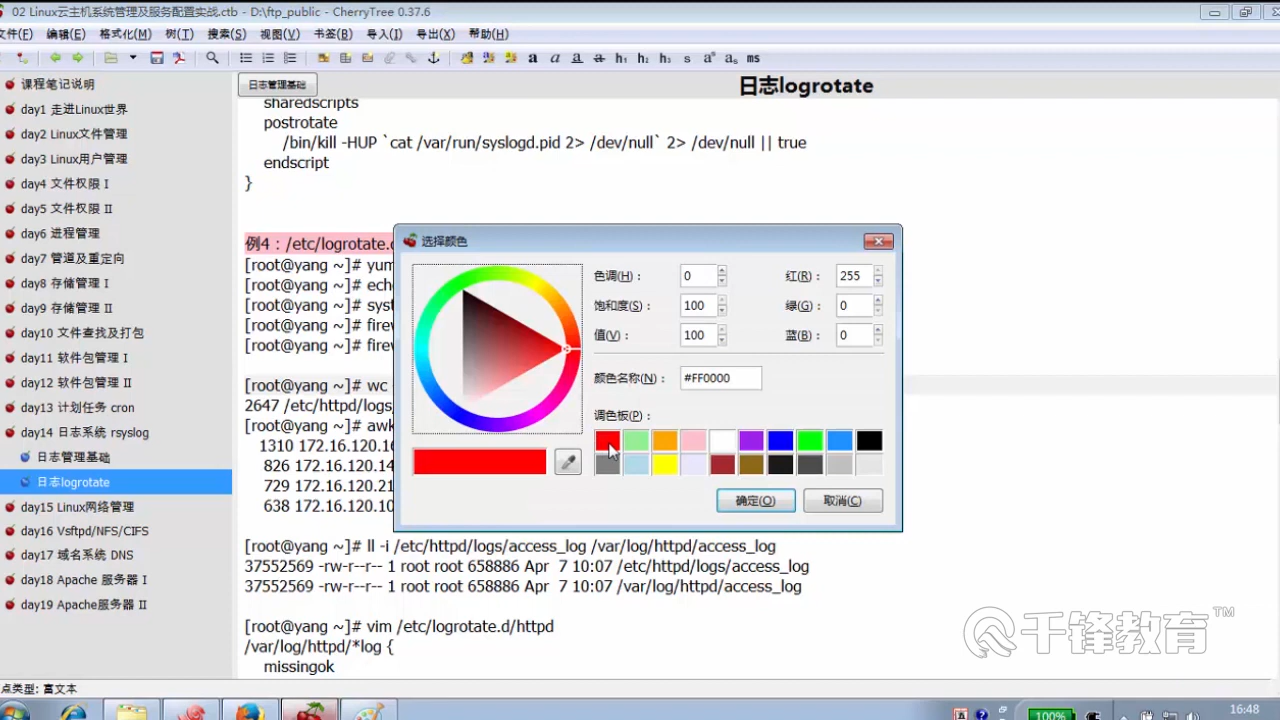 02 Linux云主机系统管理及服务配置实战.ctb - D:\ftp_public - CherryTree 0.37.6
文件(F) 编辑(E) 格式化(M) 树(T) 搜索(S) 视图(V) 书签(B) 导入(I) 导出(X) 帮助(H)
a a a a h₁ h₂ h₃ s aˢ aₛ ms
课程笔记说明
day1 走进Linux世界
day2 Linux文件管理
day3 Linux用户管理
day4 文件权限 I
day5 文件权限 II
day6 进程管理
day7 管道及重定向
day8 存储管理 I
day9 存储管理 II
day10 文件查找及打包
day11 软件包管理 I
day12 软件包管理 II
day13 计划任务 cron
day14 日志系统 rsyslog
日志管理基础
日志logrotate
day15 Linux网络管理
day16 Vsftpd/NFS/CIFS
day17 域名系统 DNS
day18 Apache 服务器 I
day19 Apache服务器 II
日志管理基础
日志logrotate
sharedscripts
postrotate
/bin/kill -HUP `cat /var/run/syslogd.pid 2> /dev/null` 2> /dev/null || true
endscript
}
例4：/etc/logrotate.
[root@yang ~]# yum
[root@yang ~]# ech
[root@yang ~]# syst
[root@yang ~]# firew
[root@yang ~]# firew
[root@yang ~]# wc
2647 /etc/httpd/logs
[root@yang ~]# awk
1310 172.16.120.1
826 172.16.120.14
729 172.16.120.21
638 172.16.120.10
[root@yang ~]# ll -i /etc/httpd/logs/access_log /var/log/httpd/access_log
37552569 -rw-r--r-- 1 root root 658886 Apr 7 10:07 /etc/httpd/logs/access_log
37552569 -rw-r--r-- 1 root root 658886 Apr 7 10:07 /var/log/httpd/access_log
[root@yang ~]# vim /etc/logrotate.d/httpd
/var/log/httpd/*log {
missingok
选择颜色
色调(H)： 0 红(R)： 255
饱和度(S)： 100 绿(G)： 0
值(V)： 100 蓝(B)： 0
颜色名称(N)： #FF0000
调色板(P)：
确定(O) 取消(C)
千锋教育™
点类型: 富文本
100% 16:48